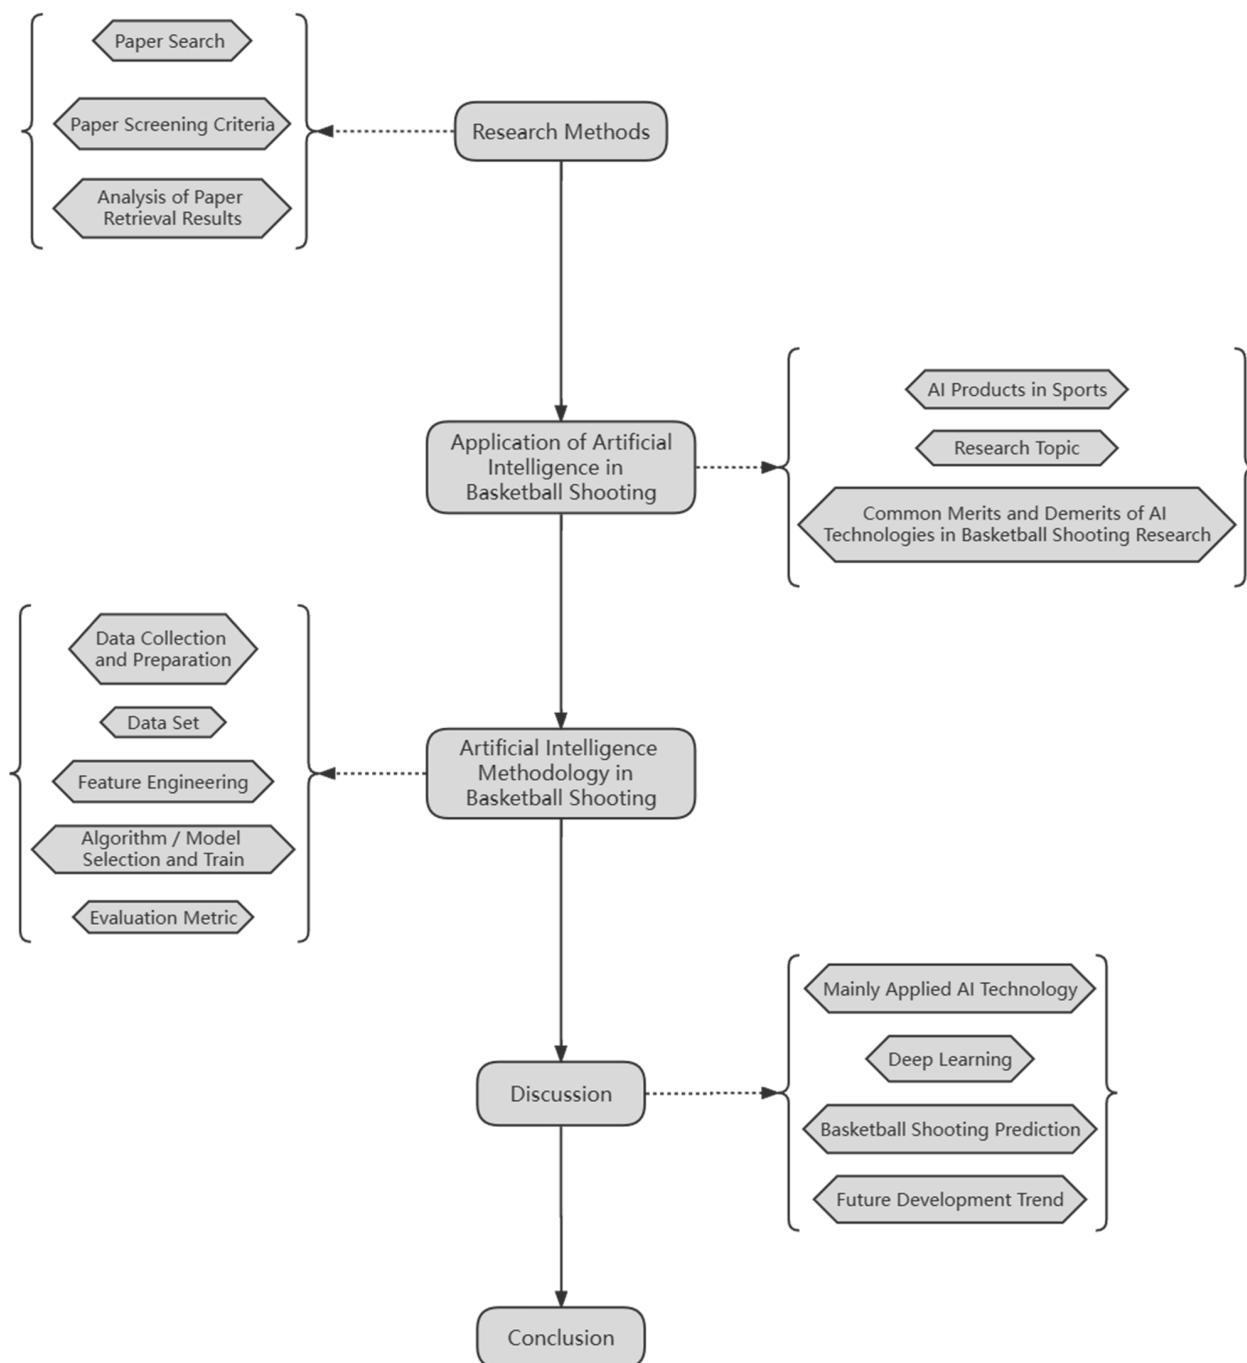 Paper Search
Paper Screening Criteria
Analysis of Paper
Retrieval Results
Research Methods
Application of Artificial
Intelligence in
Basketball Shooting
AI Products in Sports
Research Topic
Common Merits and Demerits of AI
Technologies in Basketball Shooting Research
Data Collection
and Preparation
Data Set
Feature Engineering
Algorithm / Model
Selection and Train
Evaluation Metric
Artificial Intelligence
Methodology in
Basketball Shooting
Discussion
Mainly Applied AI Technology
Deep Learning
Basketball Shooting Prediction
Future Development Trend
Conclusion